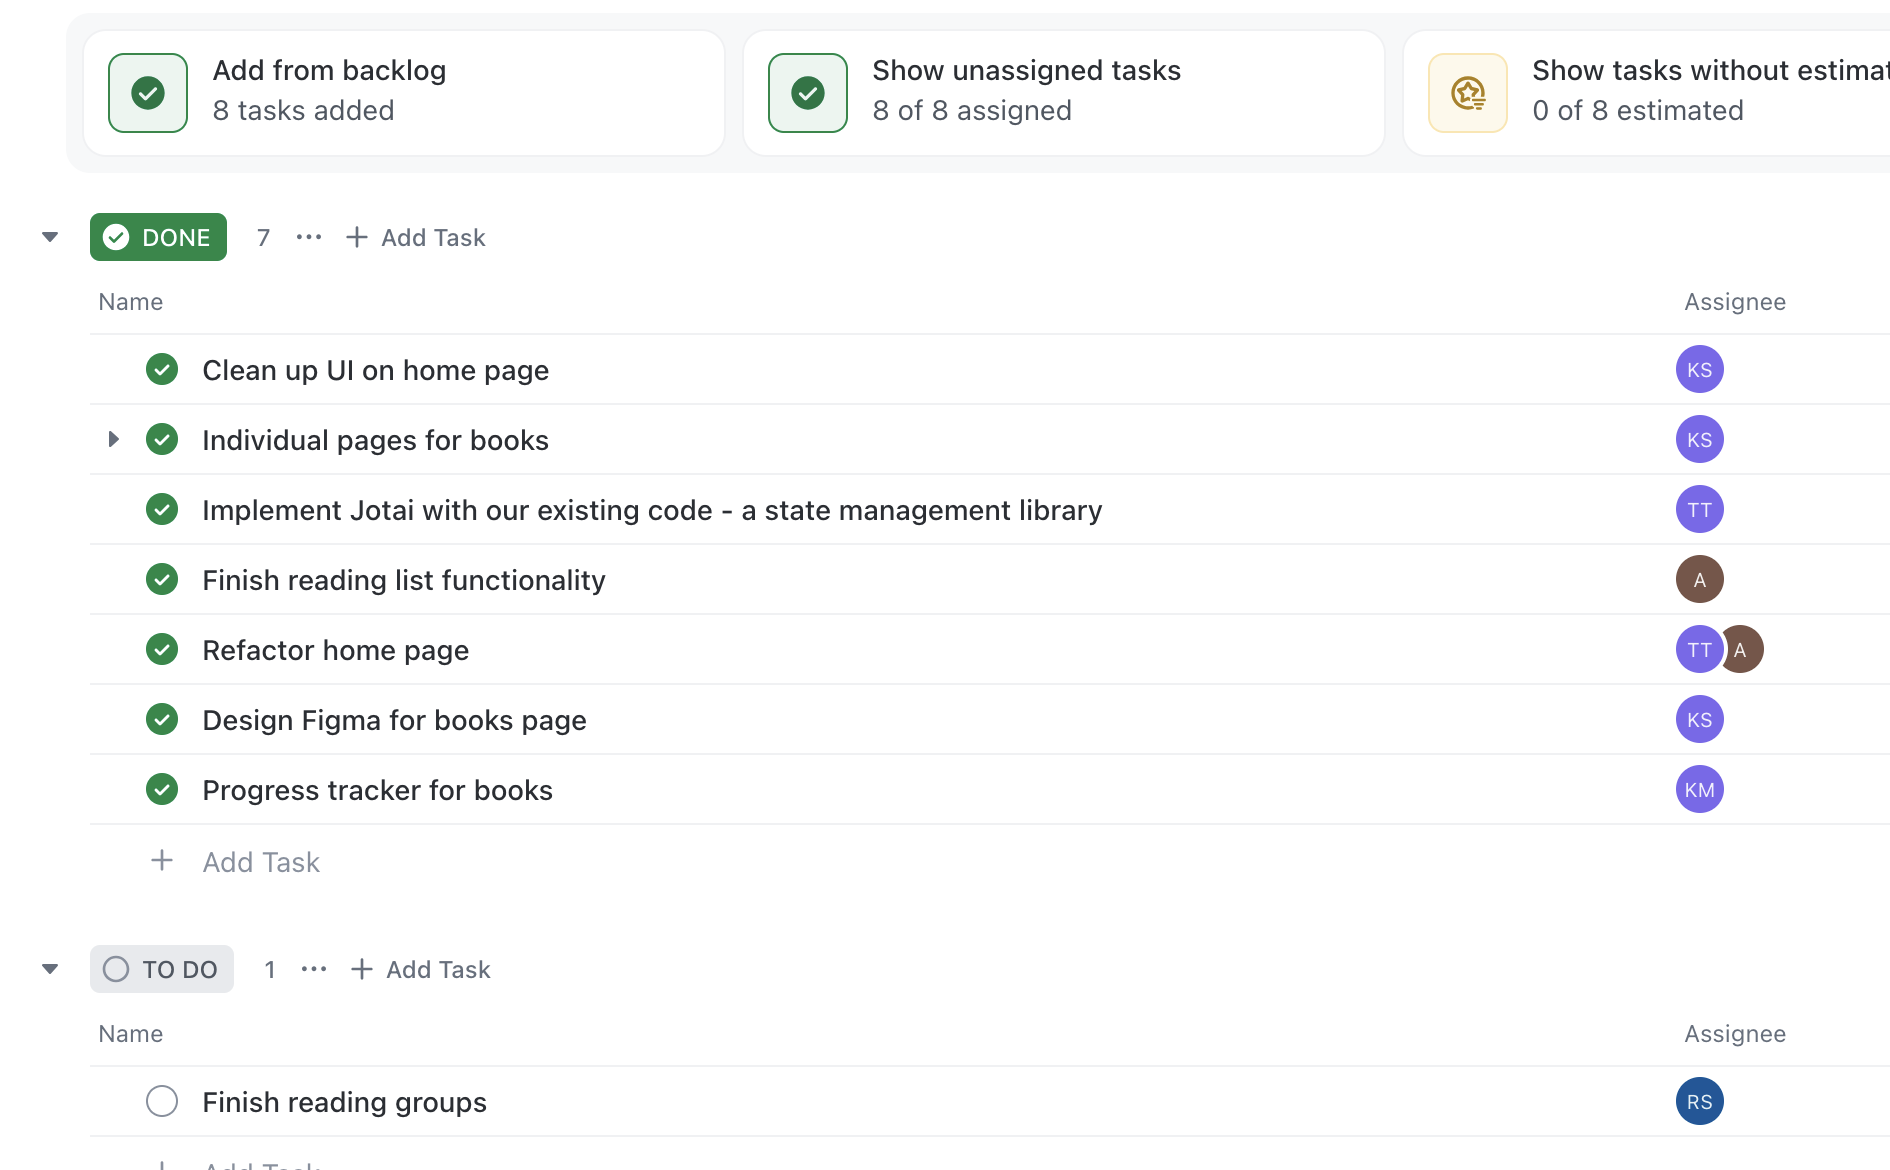 Add from backlog
8 tasks added
Show unassigned tasks
8 of 8 assigned
Show tasks without
0 of 8 estimated
DONE 7 ··· + Add Task
Name Assignee
Clean up UI on home page KS
Individual pages for books KS
Implement Jotai with our existing code - a state management library TT
Finish reading list functionality A
Refactor home page TT A
Design Figma for books page KS
Progress tracker for books KM
+ Add Task
TO DO 1 ··· + Add Task
Name Assignee
Finish reading groups RS
Add Task